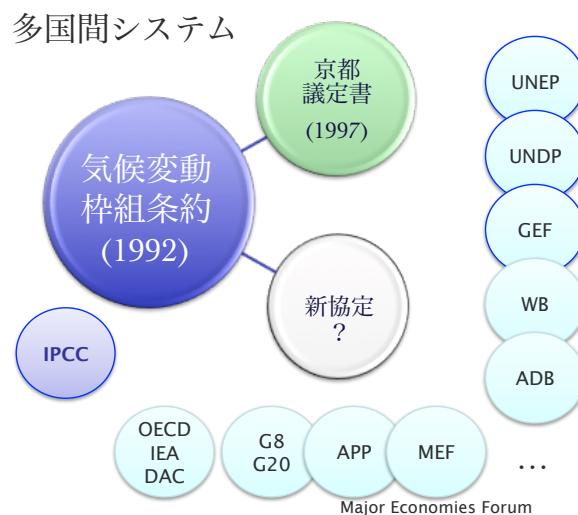 多国間システム
京都
議定書
(1997)
気候変動
枠組条約
(1992)
新協定
?
IPCC
UNEP
UNDP
GEF
WB
ADB
OECD
IEA
DAC
G8
G20
APP
MEF
...
Major Economies Forum